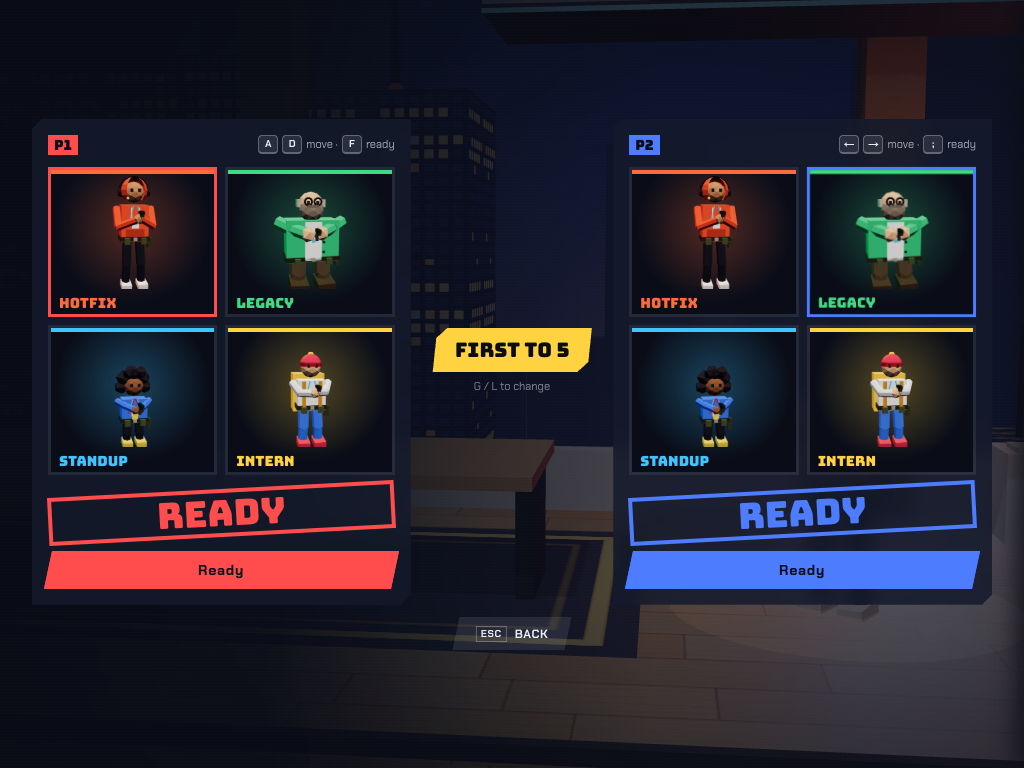 P1
A D move · F ready
HOTFIX
LEGACY
STANDUP
INTERN
READY
Ready
FIRST TO 5
G / L to change
P2
← → move · ; ready
HOTFIX
LEGACY
STANDUP
INTERN
READY
Ready
ESC BACK